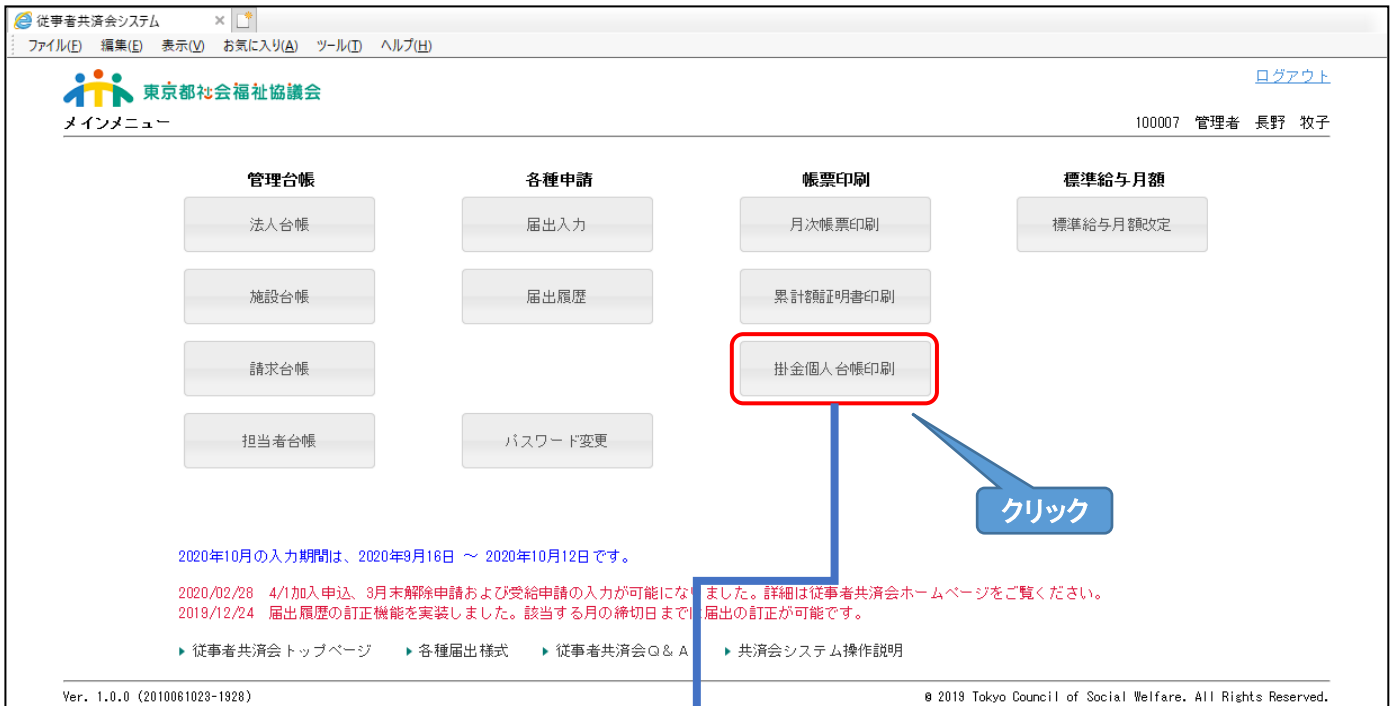 従事者共済会システム
ファイル(F) 編集(E) 表示(V) お気に入り(A) ツール(T) ヘルプ(H)
東京都社会福祉協議会
ログアウト
メインメニュー
100007 管理者 長野 牧子
管理台帳 各種申請 帳票印刷 標準給与月額
法人台帳 届出入力 月次帳票印刷 標準給与月額改定
施設台帳 届出履歴 累計額証明書印刷
請求台帳 掛金個人台帳印刷
担当者台帳 パスワード変更
クリック
2020年10月の入力期間は、2020年9月16日 ～ 2020年10月12日です。
2020/02/28 4/1加入申込、3月末解除申請および受給申請の入力が可能になりました。詳細は従事者共済会ホームページをご覧ください。
2019/12/24 届出履歴の訂正機能を実装しました。該当する月の締切日までは届出の訂正が可能です。
従事者共済会トップページ 各種届出様式 従事者共済会Q&A 共済会システム操作説明
Ver. 1.0.0 (2010061023-1928)
© 2019 Tokyo Council of Social Welfare. All Rights Reserved.